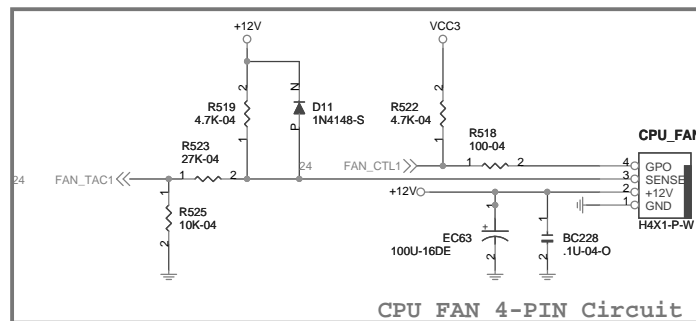 +12V
VCC3
2
N
2
R519
4.7K-04
D11
1N4148-S
R522
4.7K-04
1
P
1
R518
100-04
CPU_FAN
R523
27K-04
24
FAN_CTL1
1
2
4
GPO
24
FAN_TAC1
1
2
3
SENSE
+12V
2
+12V
1
GND
1
R525
10K-04
2
1
+
EC63
100U-16DE
2
1
BC228
.1U-04-O
2
H4X1-P-W
CPU FAN 4-PIN Circuit